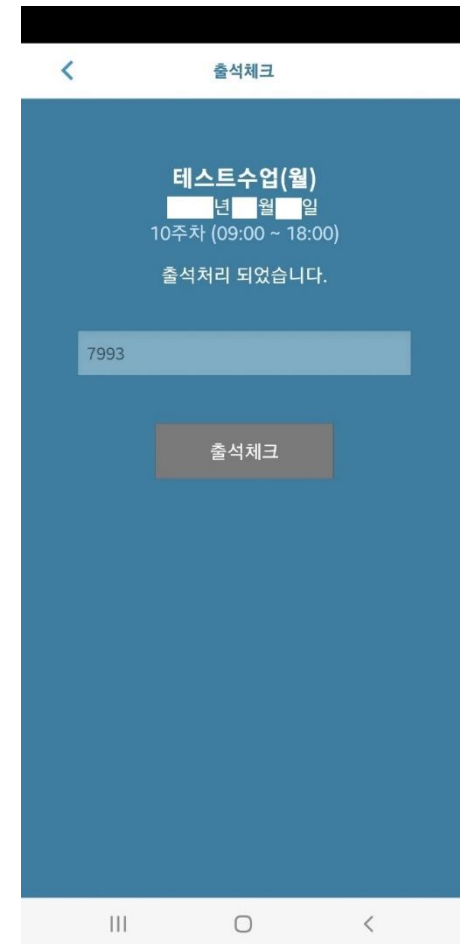 출석체크
테스트수업(월)
년 월 일
10주차 (09:00 ~ 18:00)
출석처리 되었습니다.
7993
출석체크